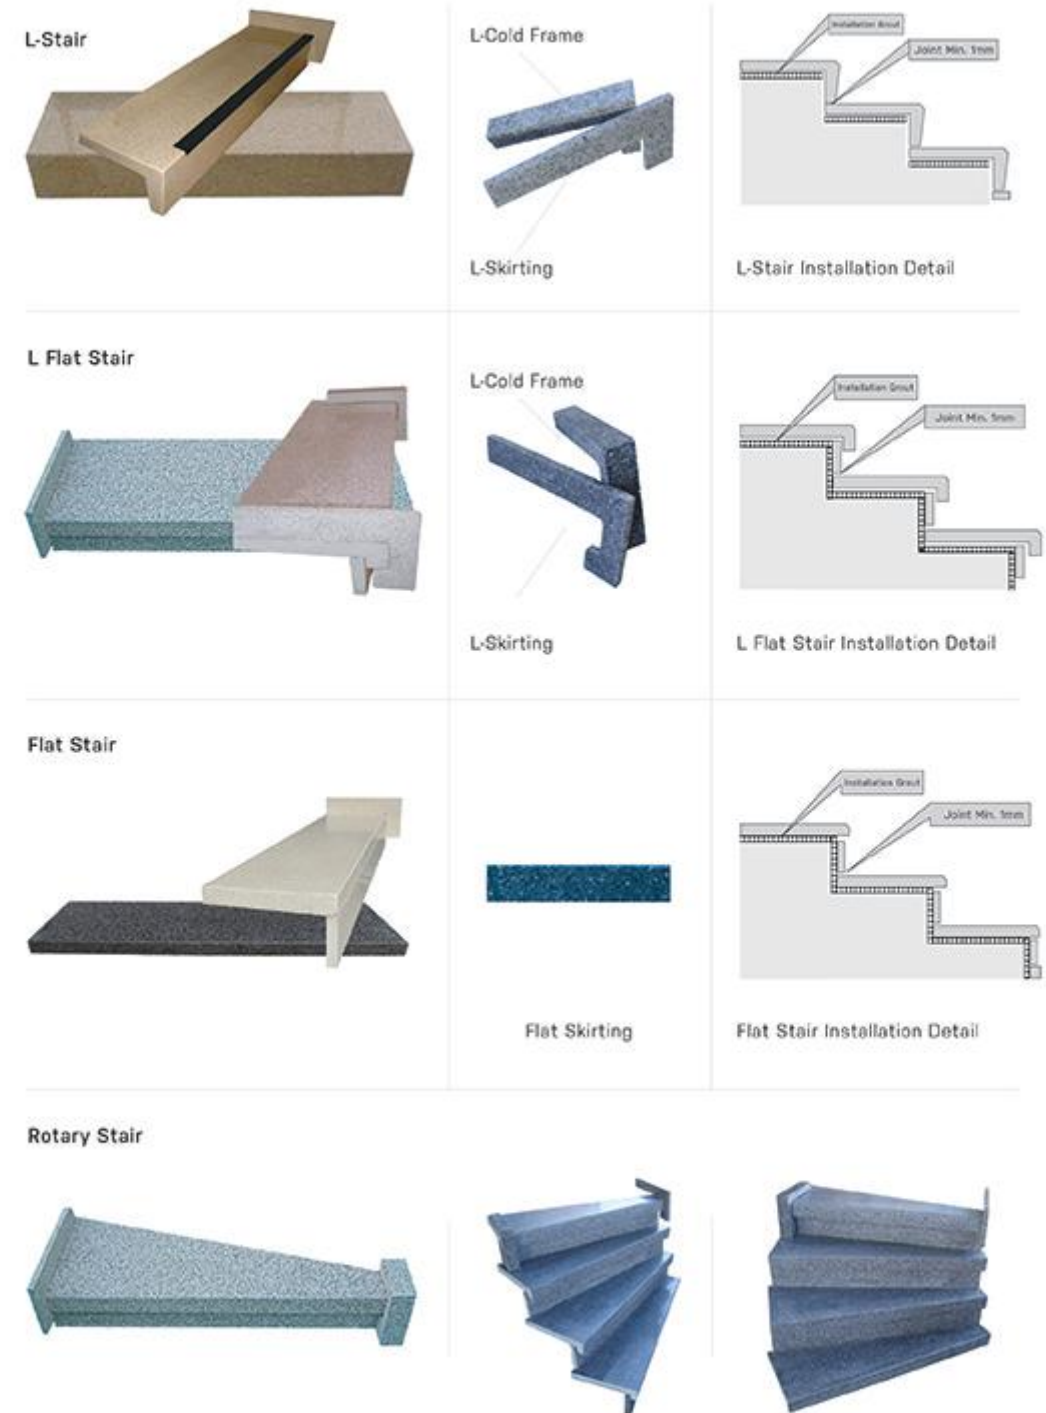 L-Stair
L-Cold Frame
Installation Grout
Joint Min. 1mm
L-Skirting
L-Stair Installation Detail
L Flat Stair
L-Cold Frame
Installation Grout
Joint Min. 1mm
L-Skirting
L Flat Stair Installation Detail
Flat Stair
Installation Grout
Joint Min. 1mm
Flat Skirting
Flat Stair Installation Detail
Rotary Stair